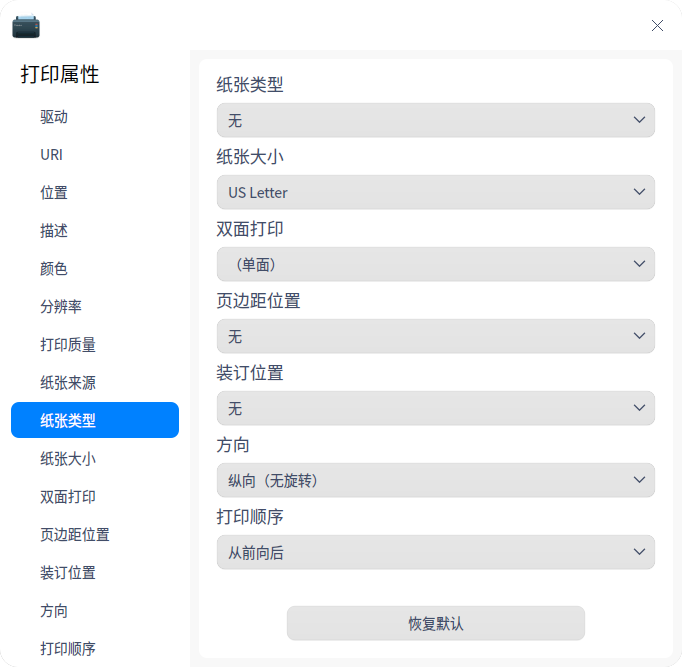 打印属性
驱动
URI
位置
描述
颜色
分辨率
打印质量
纸张来源
纸张类型
纸张大小
双面打印
页边距位置
装订位置
方向
打印顺序
纸张类型
无
纸张大小
US Letter
双面打印
（单面）
页边距位置
无
装订位置
无
方向
纵向（无旋转）
打印顺序
从前向后
恢复默认